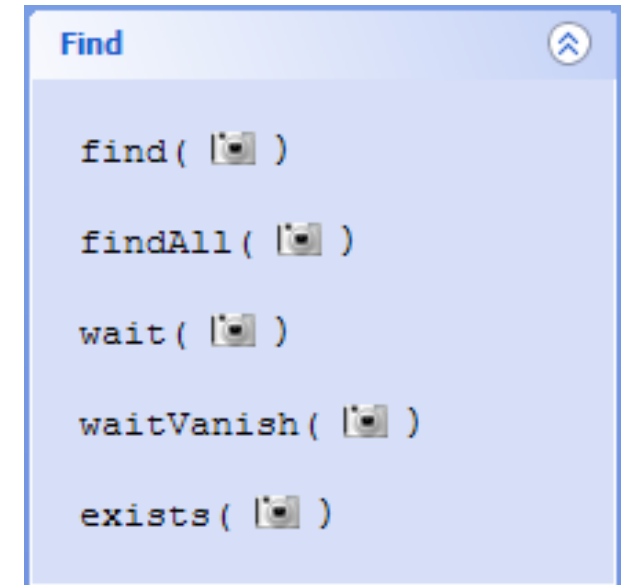 Find
find( )
findAll( )
wait( )
waitVanish( )
exists( )